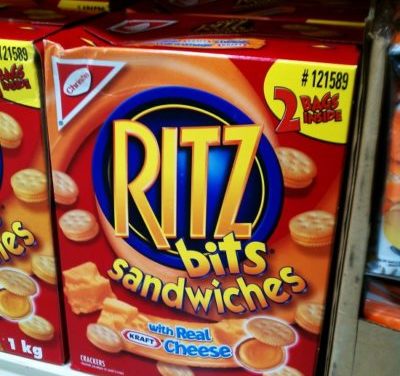 121589
BAGS
INSIDE
Christie
# 121589
2 BAGS
INSIDE
RITZ
bits
sandwiches
with Real
KRAFT Cheese
CRACKERS
es
1 kg